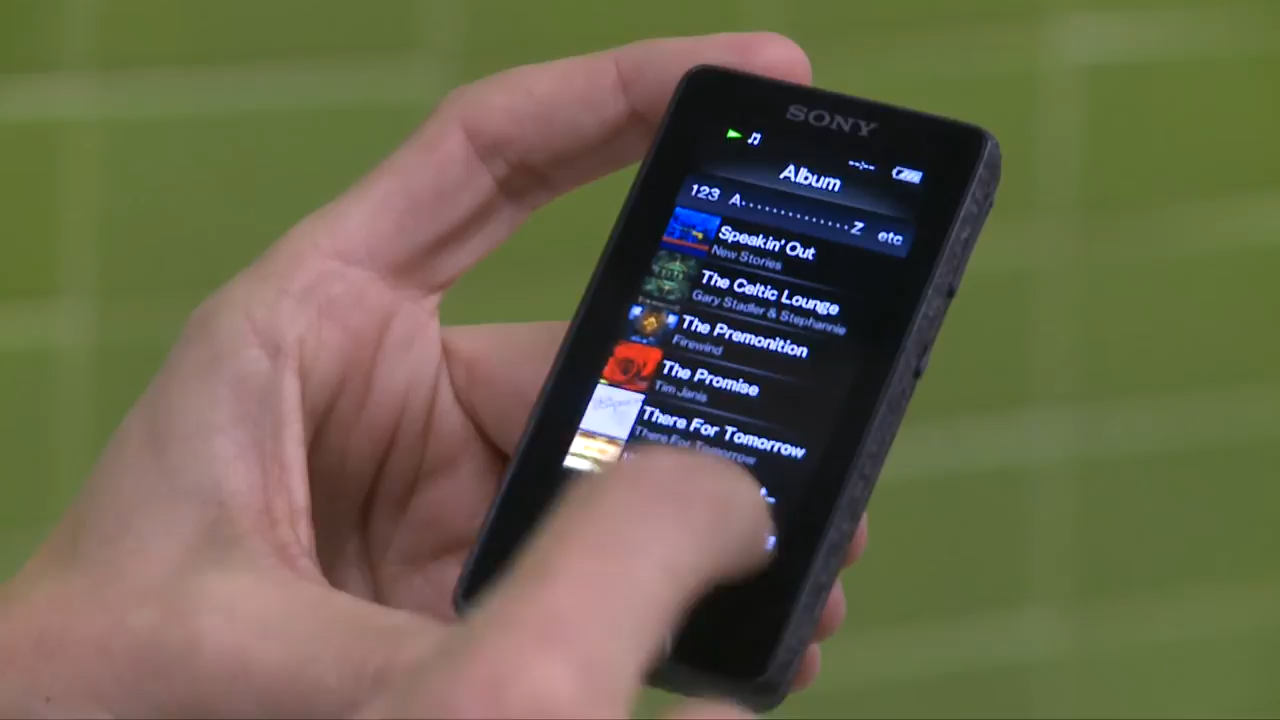 SONY
--:--
Album
123 A..............Z etc
Speakin' Out
New Stories
The Celtic Lounge
Gary Stadler & Stephannie
The Premonition
Firewind
The Promise
Tim Janis
There For Tomorrow
There For Tomorrow